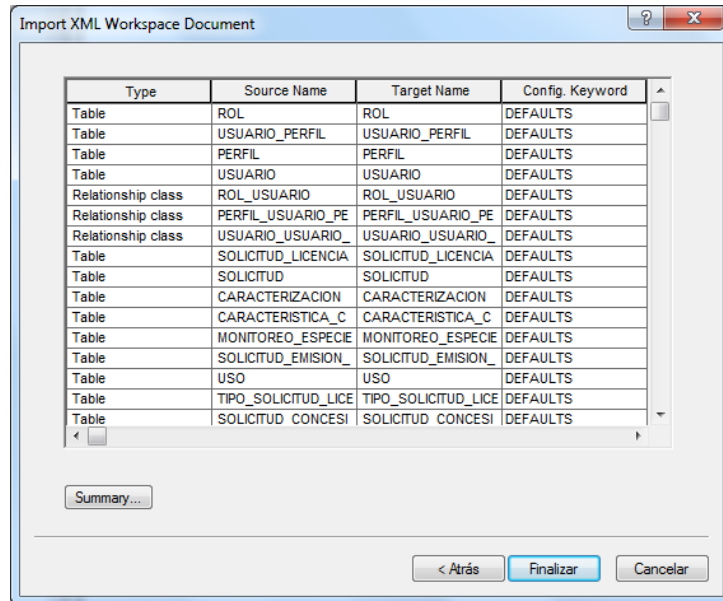 Import XML Workspace Document
Type Source Name Target Name Config. Keyword
Table ROL ROL DEFAULTS
Table USUARIO_PERFIL USUARIO_PERFIL DEFAULTS
Table PERFIL PERFIL DEFAULTS
Table USUARIO USUARIO DEFAULTS
Relationship class ROL_USUARIO ROL_USUARIO DEFAULTS
Relationship class PERFIL_USUARIO_PE PERFIL_USUARIO_PE DEFAULTS
Relationship class USUARIO_USUARIO_ USUARIO_USUARIO_ DEFAULTS
Table SOLICITUD_LICENCIA SOLICITUD_LICENCIA DEFAULTS
Table SOLICITUD SOLICITUD DEFAULTS
Table CARACTERIZACION CARACTERIZACION DEFAULTS
Table CARACTERISTICA_C CARACTERISTICA_C DEFAULTS
Table MONITOREO_ESPECIE MONITOREO_ESPECIE DEFAULTS
Table SOLICITUD_EMISION_ SOLICITUD_EMISION_ DEFAULTS
Table USO USO DEFAULTS
Table TIPO_SOLICITUD_LICE TIPO_SOLICITUD_LICE DEFAULTS
Table SOLICITUD_CONCESI SOLICITUD_CONCESI DEFAULTS
Summary...
< Atrás Finalizar Cancelar